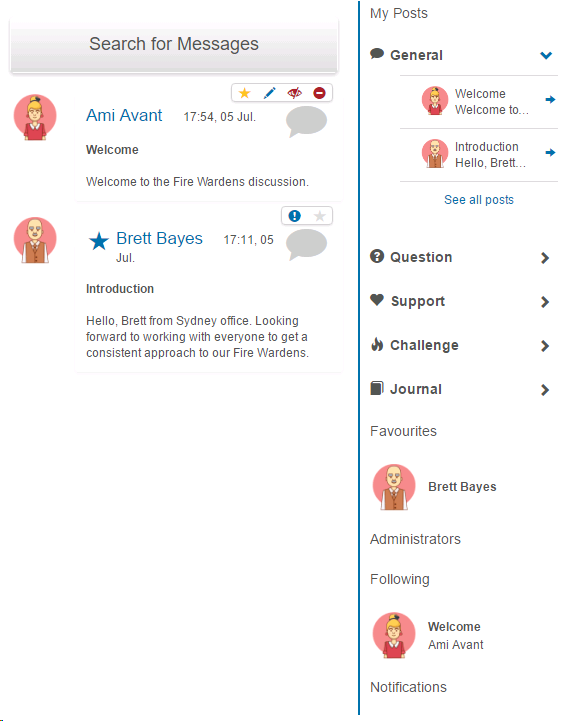 Search for Messages
Ami Avant 17:54, 05 Jul.
Welcome
Welcome to the Fire Wardens discussion.
Brett Bayes 17:11, 05
Jul.
Introduction
Hello, Brett from Sydney office. Looking
forward to working with everyone to get a
consistent approach to our Fire Wardens.
My Posts
General
Welcome
Welcome to...
Introduction
Hello, Brett...
See all posts
Question
Support
Challenge
Journal
Favourites
Brett Bayes
Administrators
Following
Welcome
Ami Avant
Notifications